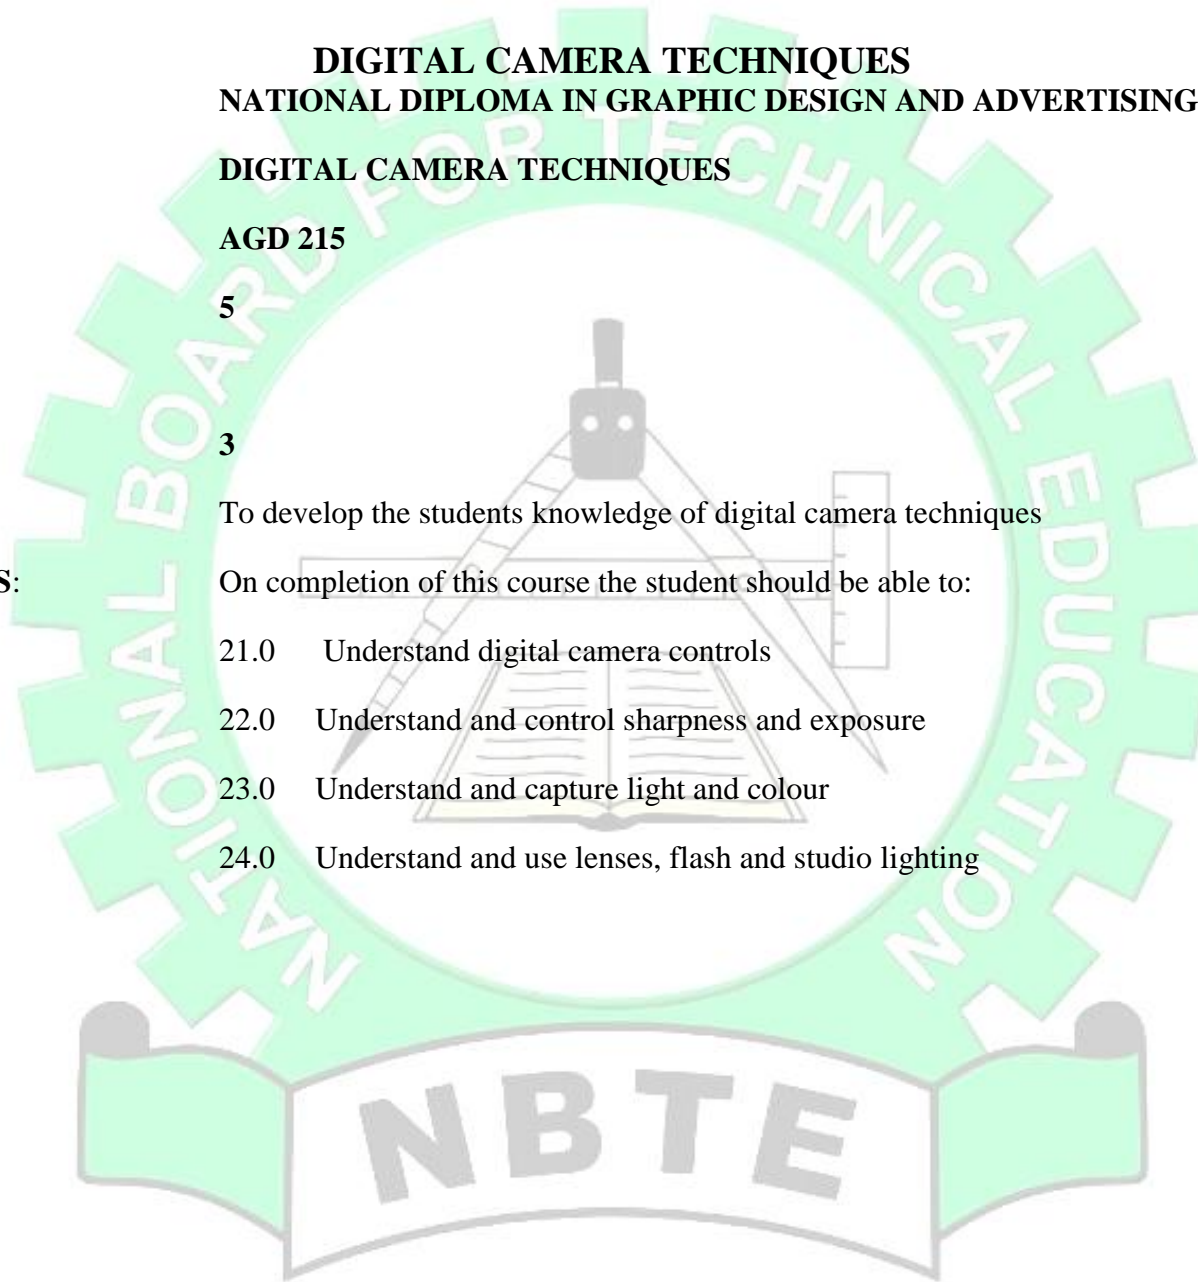 DIGITAL CAMERA TECHNIQUES
NATIONAL DIPLOMA IN GRAPHIC DESIGN AND ADVERTISING
DIGITAL CAMERA TECHNIQUES
AGD 215
5
3
To develop the students knowledge of digital camera techniques
S: On completion of this course the student should be able to:
21.0 Understand digital camera controls
22.0 Understand and control sharpness and exposure
23.0 Understand and capture light and colour
24.0 Understand and use lenses, flash and studio lighting
NATIONAL BOARD FOR TECHNICAL EDUCATION
NBTE